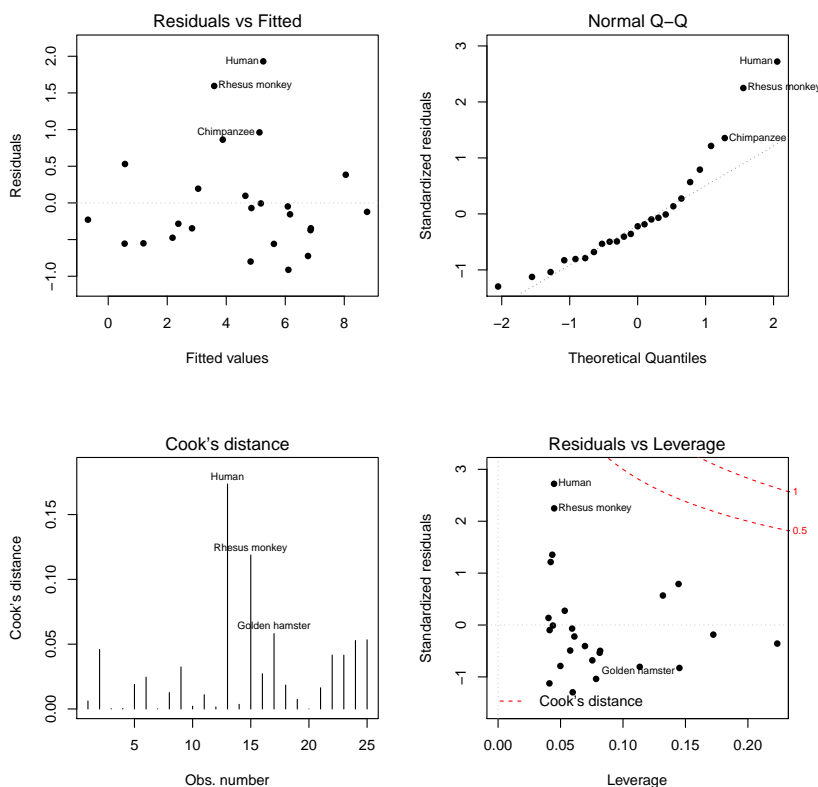 Residuals vs Fitted
Residuals
2.0
1.5
1.0
0.5
0.0
−1.0
Human
Rhesus monkey
Chimpanzee
0 2 4 6 8
Fitted values
Normal Q−Q
Standardized residuals
3
2
1
0
−1
Human
Rhesus monkey
Chimpanzee
−2 −1 0 1 2
Theoretical Quantiles
Cook's distance
Cook's distance
0.15
0.10
0.05
0.00
Human
Rhesus monkey
Golden hamster
5 10 15 20 25
Obs. number
Residuals vs Leverage
Standardized residuals
3
2
1
0
−1
Human
Rhesus monkey
1
0.5
Golden hamster
Cook's distance
0.00 0.05 0.10 0.15 0.20
Leverage